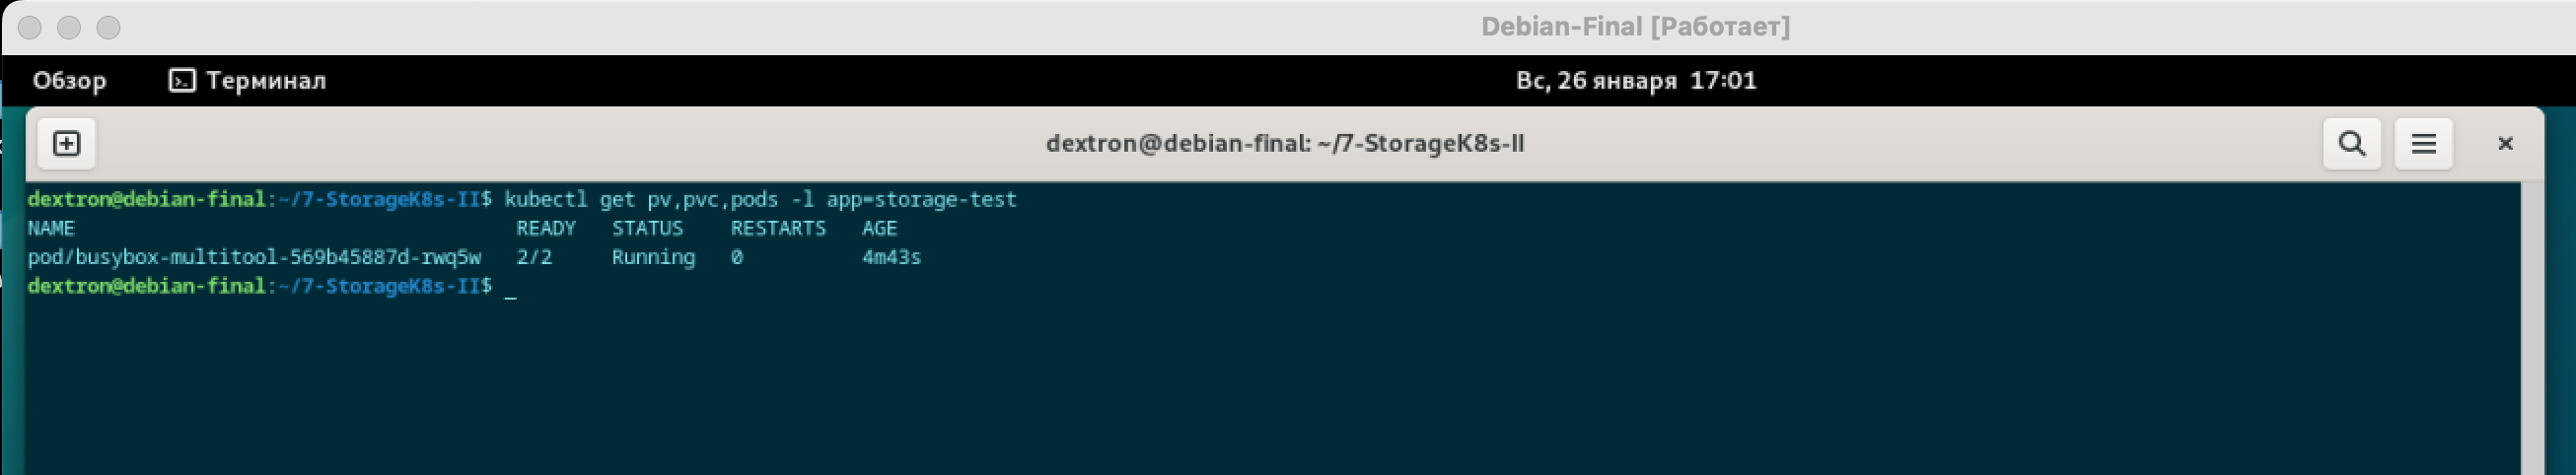 Debian-Final [Работает]
Обзор Терминал Вс, 26 января 17:01
dextron@debian-final: ~/7-StorageK8s-II
dextron@debian-final:~/7-StorageK8s-II$ kubectl get pv,pvc,pods -l app=storage-test
NAME READY STATUS RESTARTS AGE
pod/busybox-multitool-569b45887d-rwq5w 2/2 Running 0 4m43s
dextron@debian-final:~/7-StorageK8s-II$ _